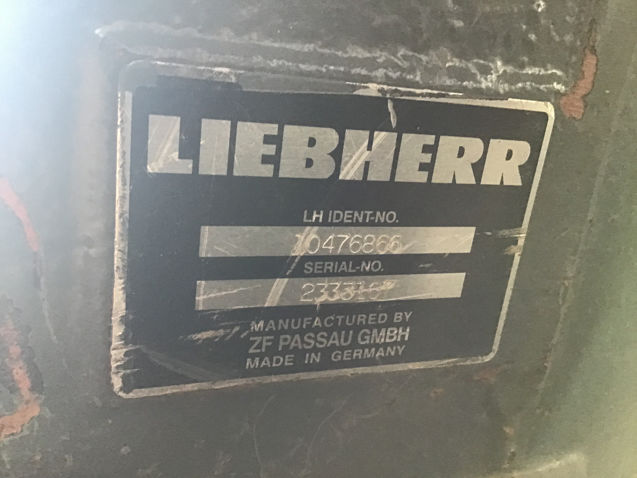 LIEBHERR
LH IDENT-NO.
10476866
SERIAL-NO.
MANUFACTURED BY
ZF PASSAU GMBH
MADE IN GERMANY